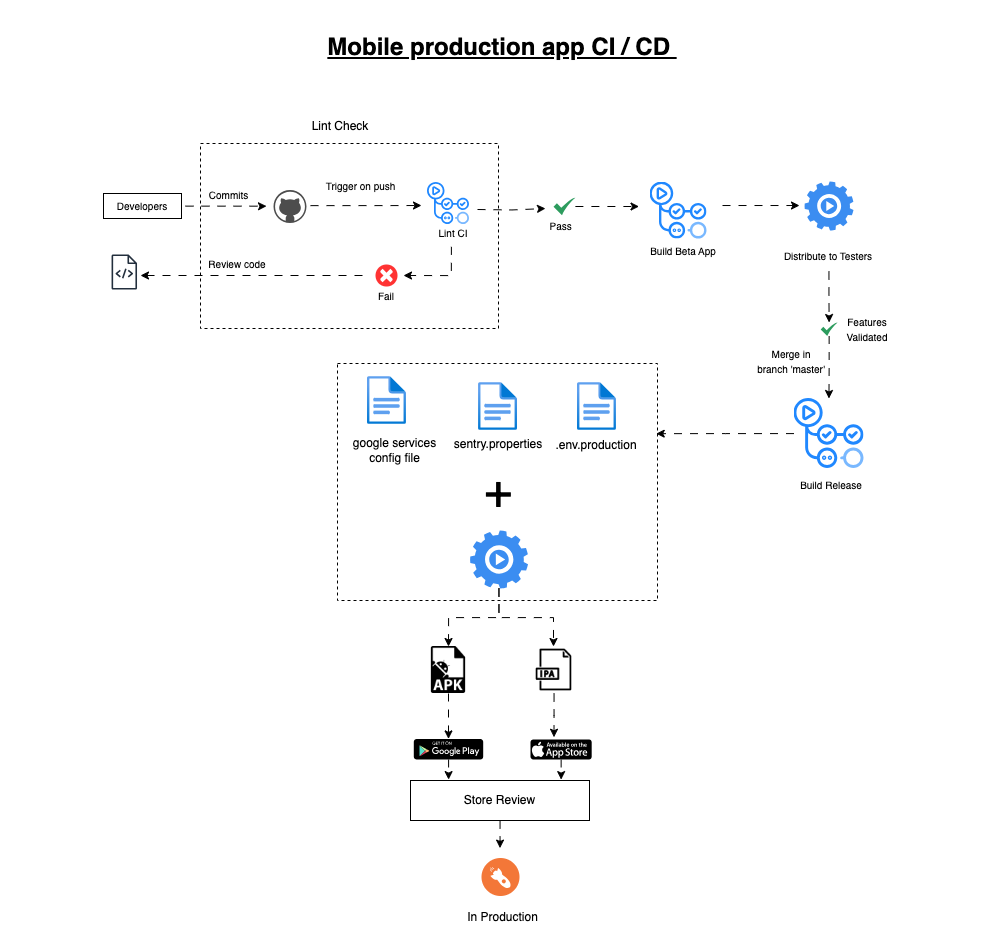 Mobile production app CI / CD
Lint Check
Developers
Commits
Trigger on push
Lint CI
Pass
Build Beta App
Distribute to Testers
</>
Review code
Fail
Features
Validated
Merge in
branch 'master'
Build Release
google services
config file
sentry.properties
.env.production
APK
IPA
GET IT ON
Google Play
Available on the
App Store
Store Review
In Production